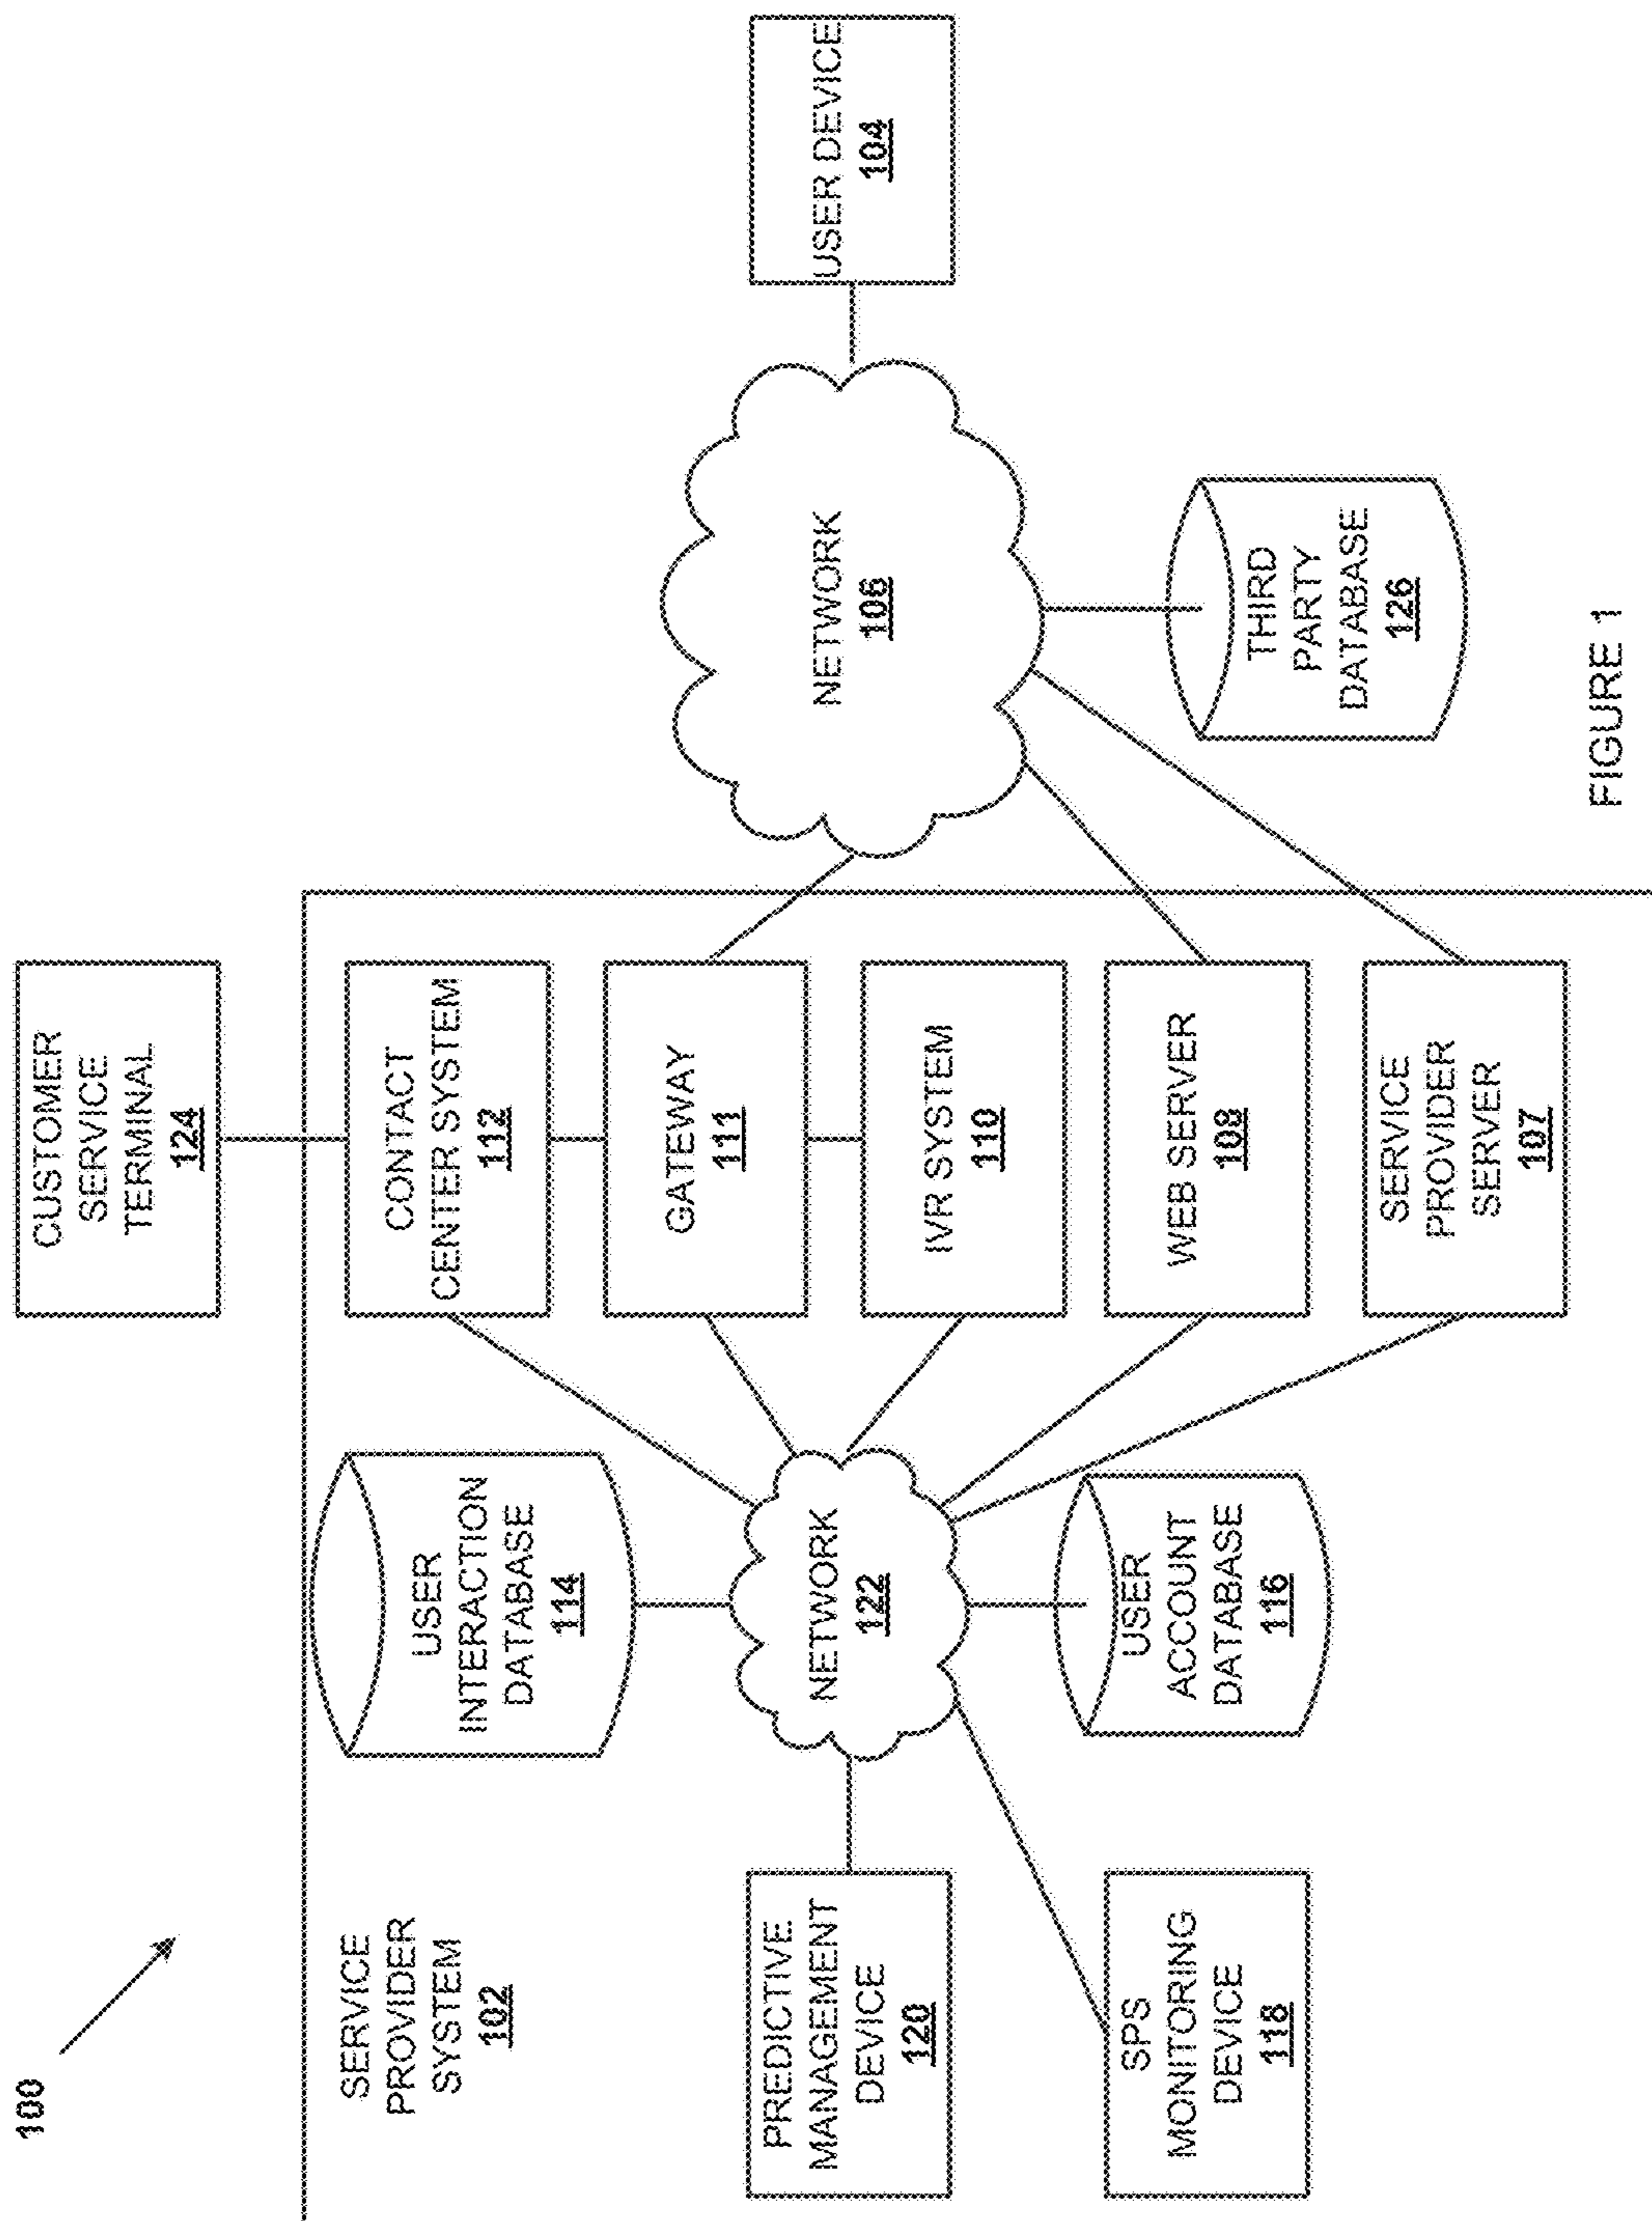 100
SERVICE
PROVIDER
SYSTEM
102
CUSTOMER
SERVICE
TERMINAL
124
USER
INTERACTION
DATABASE
114
CONTACT
CENTER SYSTEM
112
GATEWAY
111
PREDICTIVE
MANAGEMENT
DEVICE
120
NETWORK
122
IVR SYSTEM
110
NETWORK
106
USER DEVICE
104
SPS
MONITORING
DEVICE
118
USER
ACCOUNT
DATABASE
116
WEB SERVER
108
SERVICE
PROVIDER
SERVER
107
THIRD
PARTY
DATABASE
126
FIGURE 1